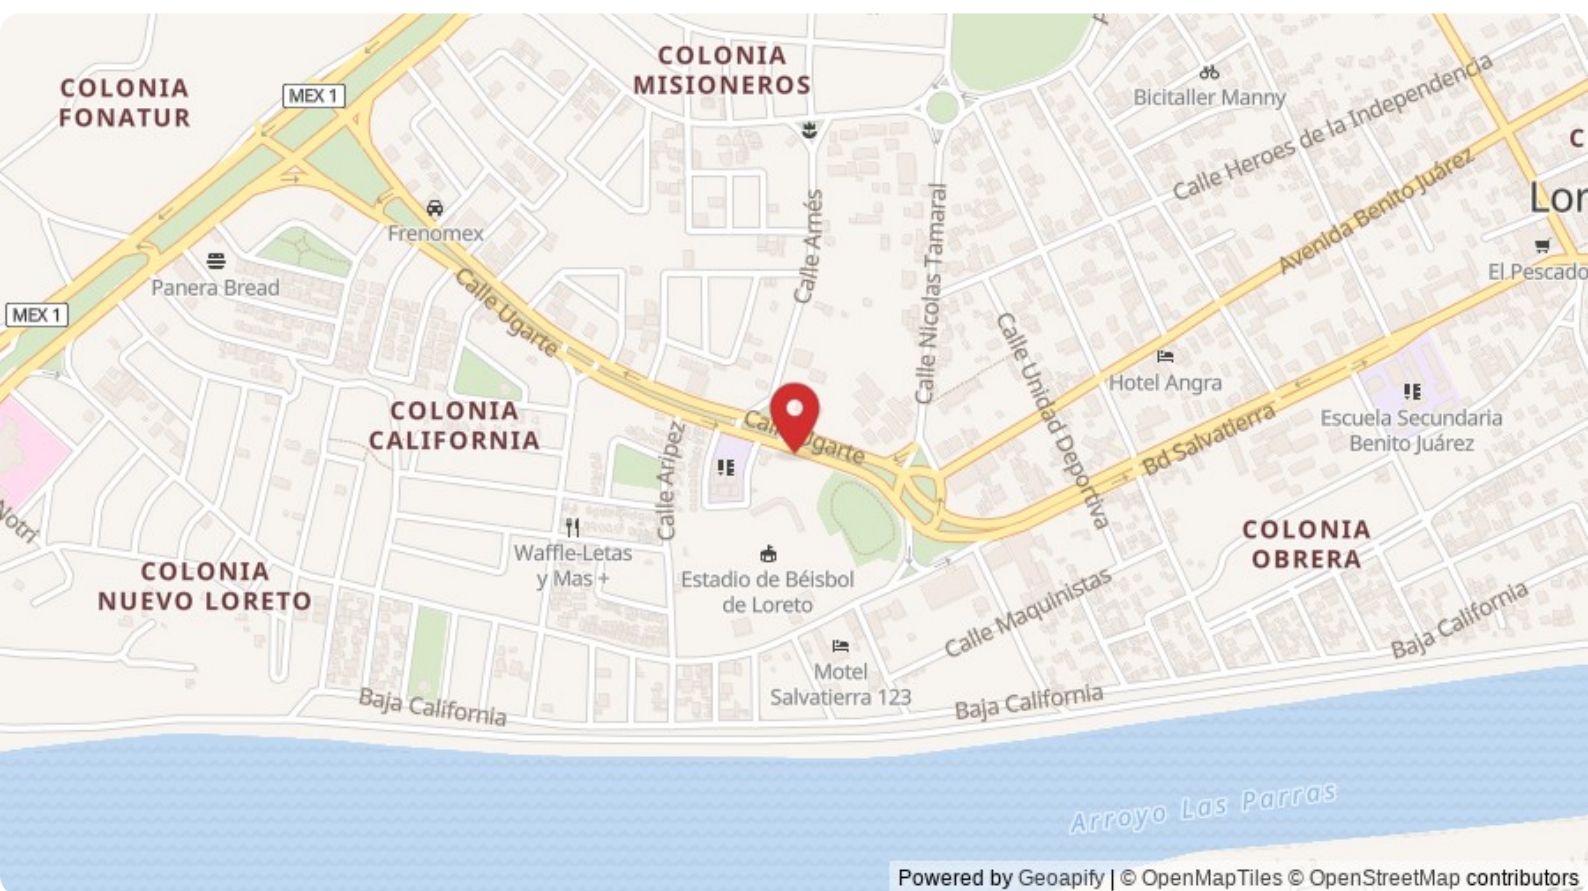 COLONIA
MISIONEROS
COLONIA
FONATUR
MEX 1
Bicitaller Manny
Calle Heroes de la Independencia
Avenida Benito Juárez
Calle Arnés
Calle Nicolas Tamaral
Frenomex
Panera Bread
MEX 1
Calle Ugarte
El Pescado
Calle Unidad Deportiva
Hotel Angra
COLONIA
CALIFORNIA
Calle Ugarte
Calle Aripez
Bd Salvatierra
Escuela Secundaria
Benito Juárez
Notri
COLONIA
OBRERA
Waffle-Letas
y Mas +
Estadio de Béisbol
de Loreto
COLONIA
NUEVO LORETO
Calle Maquinistas
Baja California
Motel
Salvatierra 123
Baja California
Baja California
Arroyo Las Parras
Powered by Geoapify | © OpenMapTiles © OpenStreetMap contributors